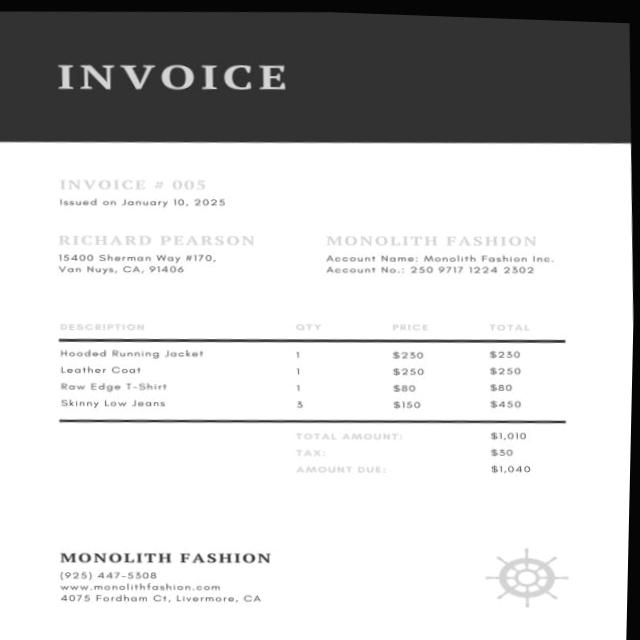 INVOICE
INVOICE # 005
Issued on January 10, 2025
RICHARD PEARSON
15400 Sherman Way #170,
Van Nuys, CA, 91406
MONOLITH FASHION
Account Name: Monolith Fashion Inc.
Account No.: 250 9717 1224 2302
DESCRIPTION QTY PRICE TOTAL
Hooded Running Jacket 1 $230 $230
Leather Coat 1 $250 $250
Raw Edge T-Shirt 1 $80 $80
Skinny Low Jeans 3 $150 $450
TOTAL AMOUNT: $1,010
TAX: $30
AMOUNT DUE: $1,040
MONOLITH FASHION
(925) 447-5308
www.monolithfashion.com
4075 Fordham Ct, Livermore, CA